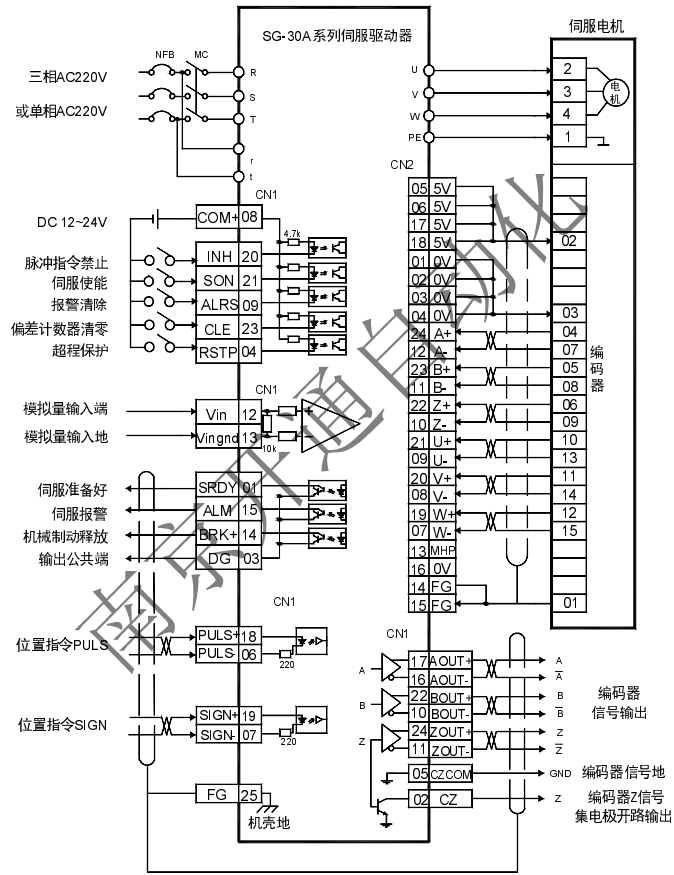 SG-30A系列伺服驱动器
伺服电机
NFB MC
三相AC220V
或单相AC220V
R
S
T
r
t
U
V
W
PE
2
3
4
1
电机
CN1
DC 12~24V
COM+ 08
4.7k
脉冲指令禁止 INH 20
伺服使能 SON 21
报警清除 ALRS 09
偏差计数器清零 CLE 23
超程保护 RSTP 04
CN1
模拟量输入端 Vin 12
模拟量输入地 Vingnd 13
10k
+
-
伺服准备好 SRDY 01
伺服报警 ALM 15
机械制动释放 BRK+ 14
输出公共端 DG 03
CN1
位置指令PULS
PULS+ 18
PULS- 06
220
位置指令SIGN
SIGN+ 19
SIGN- 07
220
FG 25
机壳地
CN2
05 5V
06 5V
17 5V
18 5V 02
01 0V
02 0V
03 0V
04 0V 03
24 A+ 04
12 A- 07
23 B+ 05
11 B- 08
22 Z+ 06
10 Z- 09
21 U+ 10
09 U- 13
20 V+ 11
08 V- 14
19 W+ 12
07 W- 15
13 MHP
16 0V
14 FG
15 FG 01
编码器
CN1
A 17 AOUT+ A
16 AOUT- A
B 22 BOUT+ B
10 BOUT- B
Z 24 ZOUT+ Z
11 ZOUT- Z
编码器
信号输出
05 CZCOM GND 编码器信号地
02 CZ Z 编码器Z信号
集电极开路输出
南京开通自动化